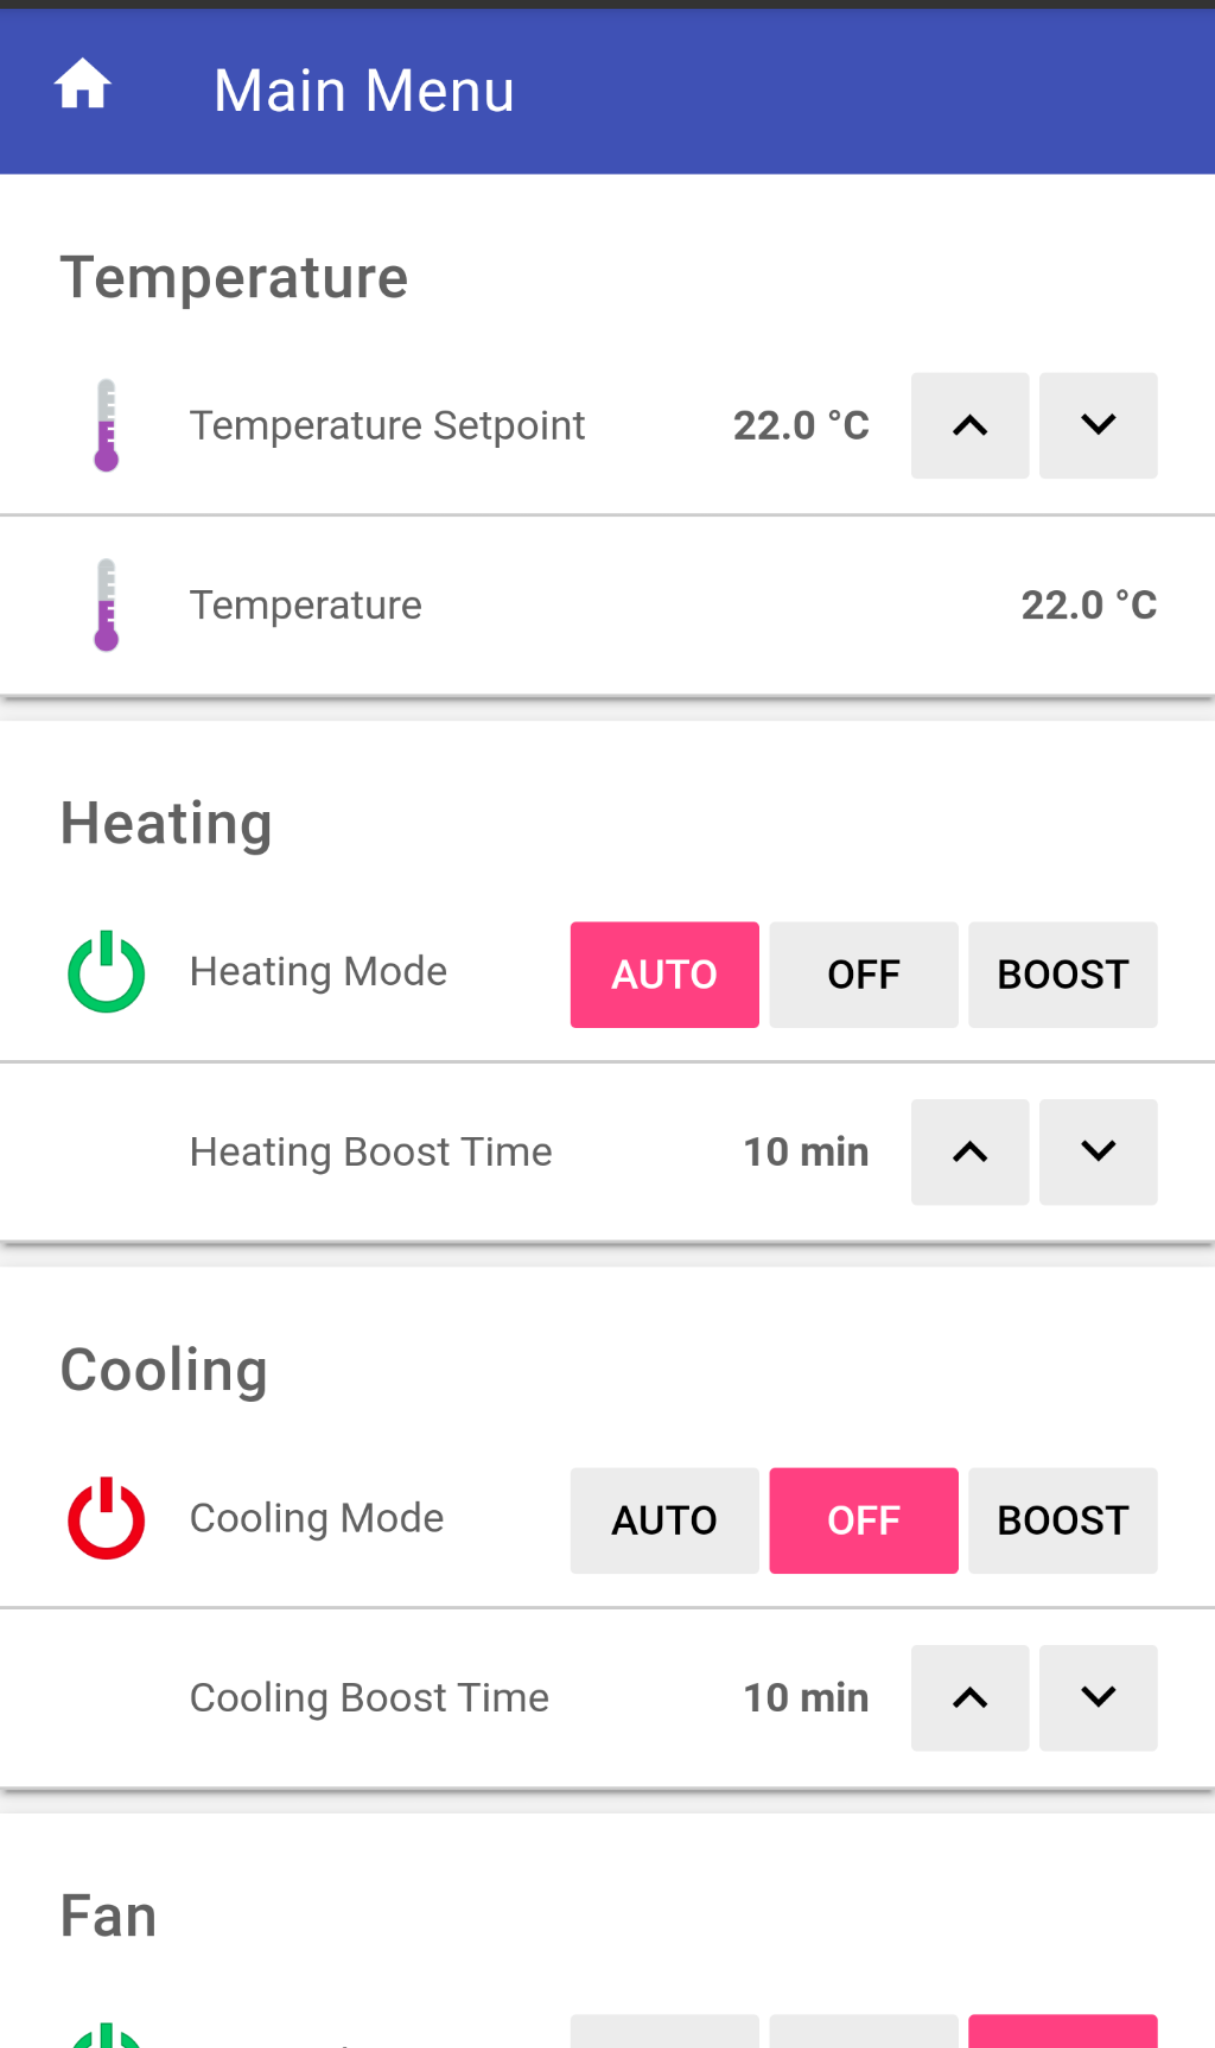 Main Menu
Temperature
Temperature Setpoint 22.0 °C
Temperature 22.0 °C
Heating
Heating Mode AUTO OFF BOOST
Heating Boost Time 10 min
Cooling
Cooling Mode AUTO OFF BOOST
Cooling Boost Time 10 min
Fan